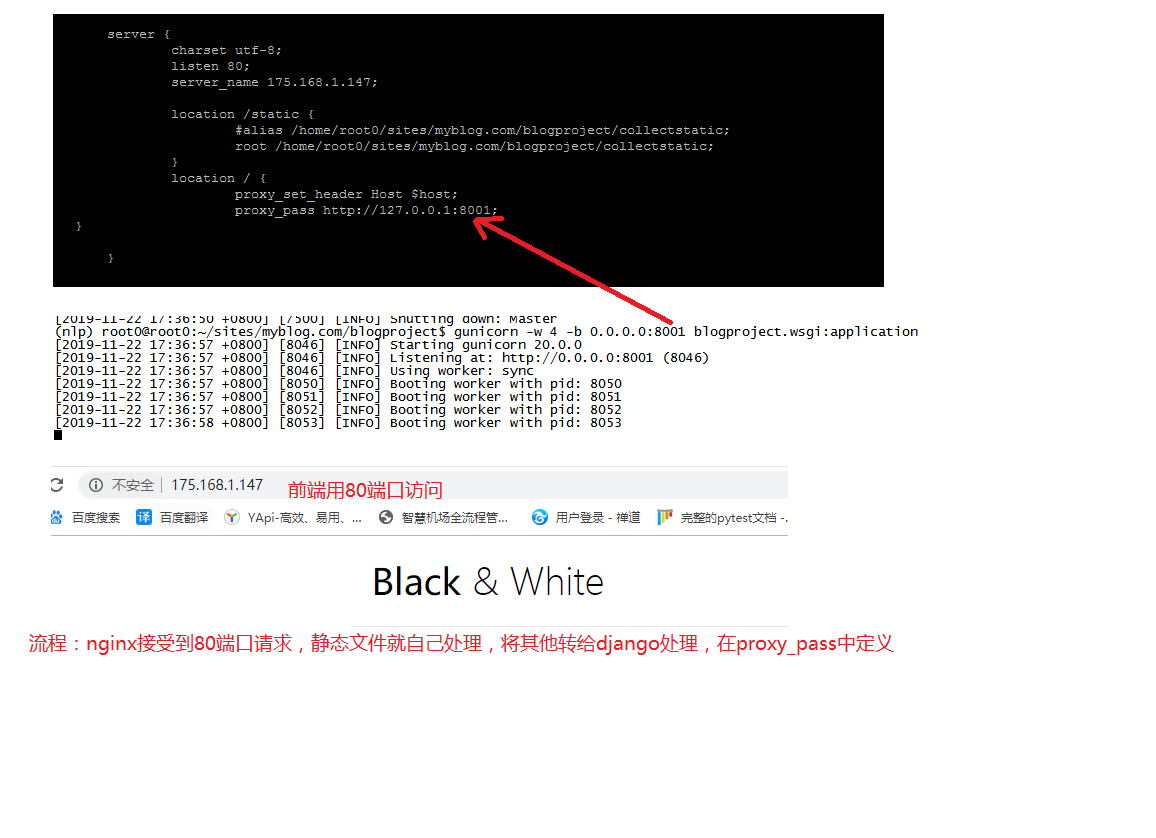 server {
charset utf-8;
listen 80;
server_name 175.168.1.147;
location /static {
#alias /home/root0/sites/myblog.com/blogproject/collectstatic;
root /home/root0/sites/myblog.com/blogproject/collectstatic;
}
location / {
proxy_set_header Host $host;
proxy_pass http://127.0.0.1:8001;
}
}
[2019-11-22 17:36:50 +0800] [7500] [INFO] Shutting down: Master
(nlp) root0@root0:~/sites/myblog.com/blogproject$ gunicorn -w 4 -b 0.0.0.0:8001 blogproject.wsgi:application
[2019-11-22 17:36:57 +0800] [8046] [INFO] Starting gunicorn 20.0.0
[2019-11-22 17:36:57 +0800] [8046] [INFO] Listening at: http://0.0.0.0:8001 (8046)
[2019-11-22 17:36:57 +0800] [8046] [INFO] Using worker: sync
[2019-11-22 17:36:57 +0800] [8050] [INFO] Booting worker with pid: 8050
[2019-11-22 17:36:57 +0800] [8051] [INFO] Booting worker with pid: 8051
[2019-11-22 17:36:57 +0800] [8052] [INFO] Booting worker with pid: 8052
[2019-11-22 17:36:58 +0800] [8053] [INFO] Booting worker with pid: 8053
不安全 175.168.1.147 前端用80端口访问
百度搜索 译 百度翻译 YApi-高效、易用、... 智慧机场全流程管... 用户登录 - 禅道 完整的pytest文档 -.
Black & White
流程：nginx接受到80端口请求，静态文件就自己处理，将其他转给django处理，在proxy_pass中定义